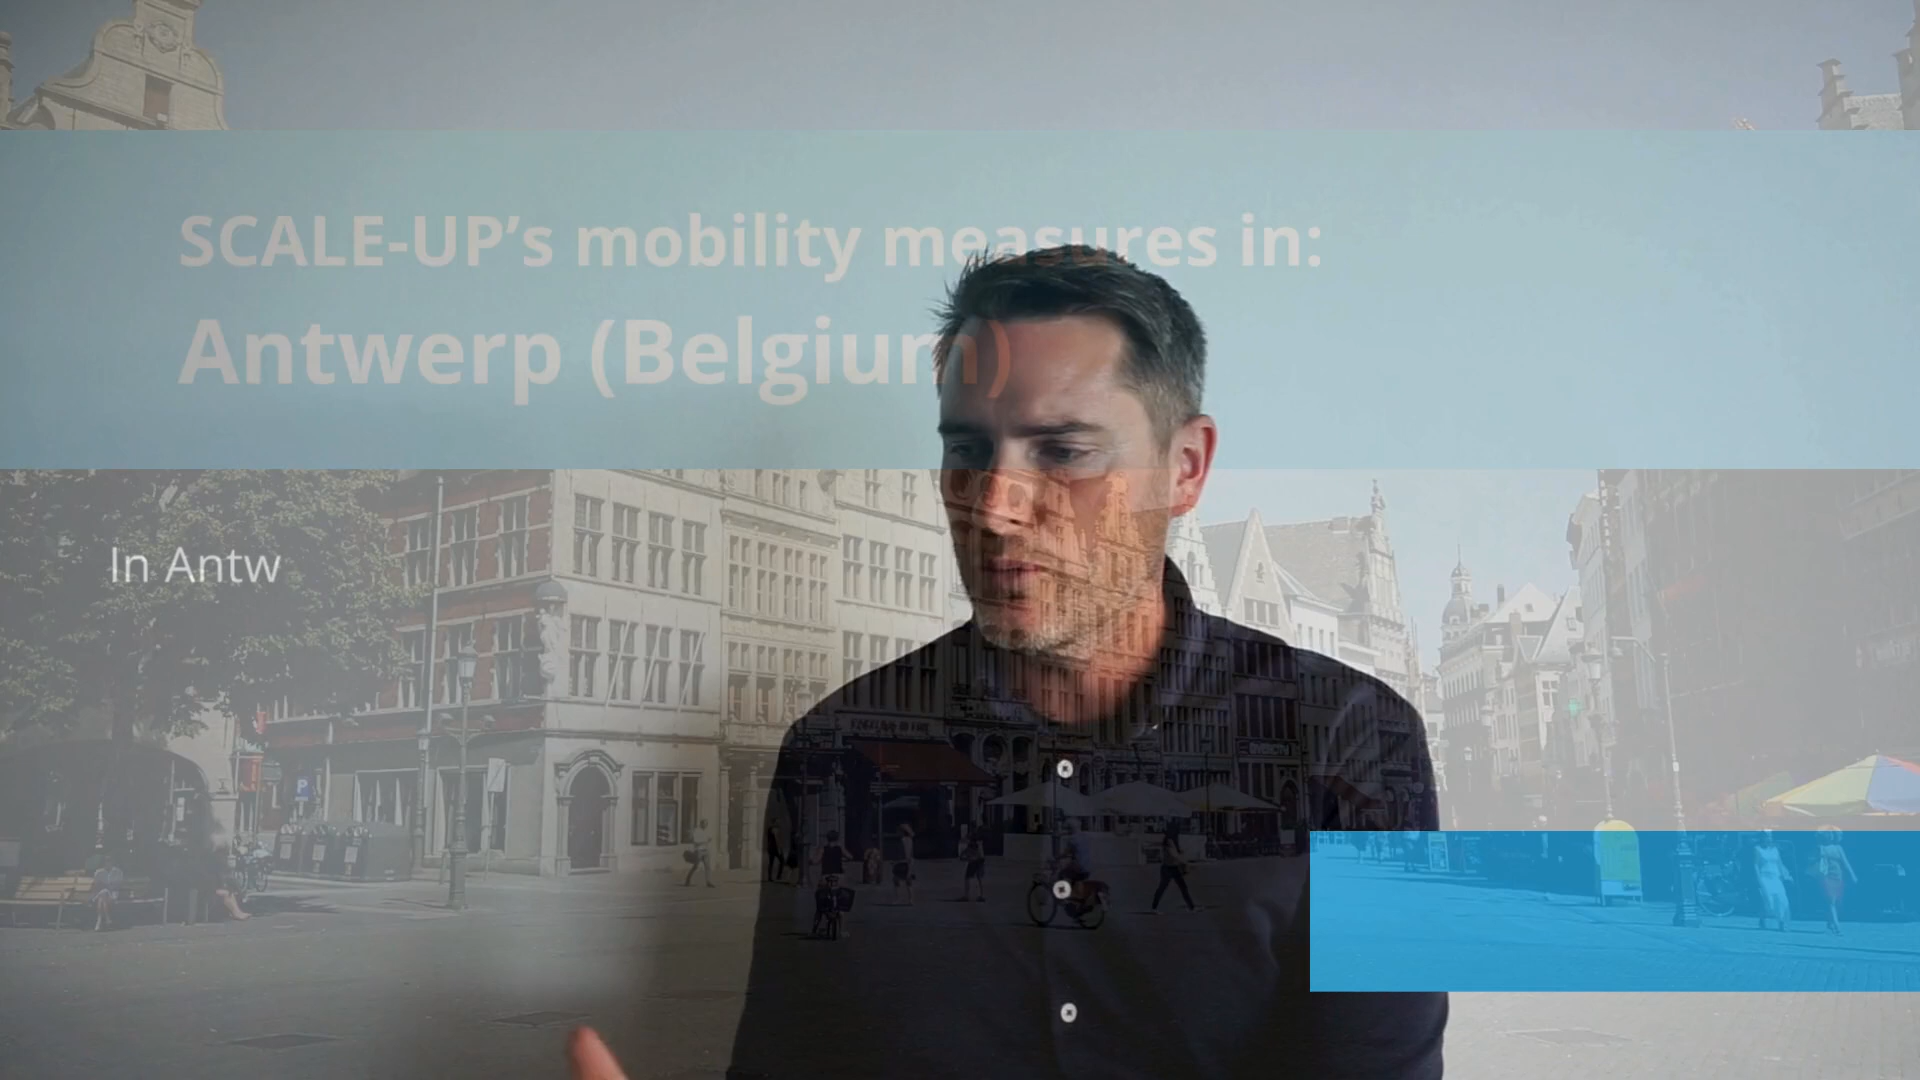 SCALE-UP’s mobility measures in:
Antwerp (Belgium)
In Antw
P